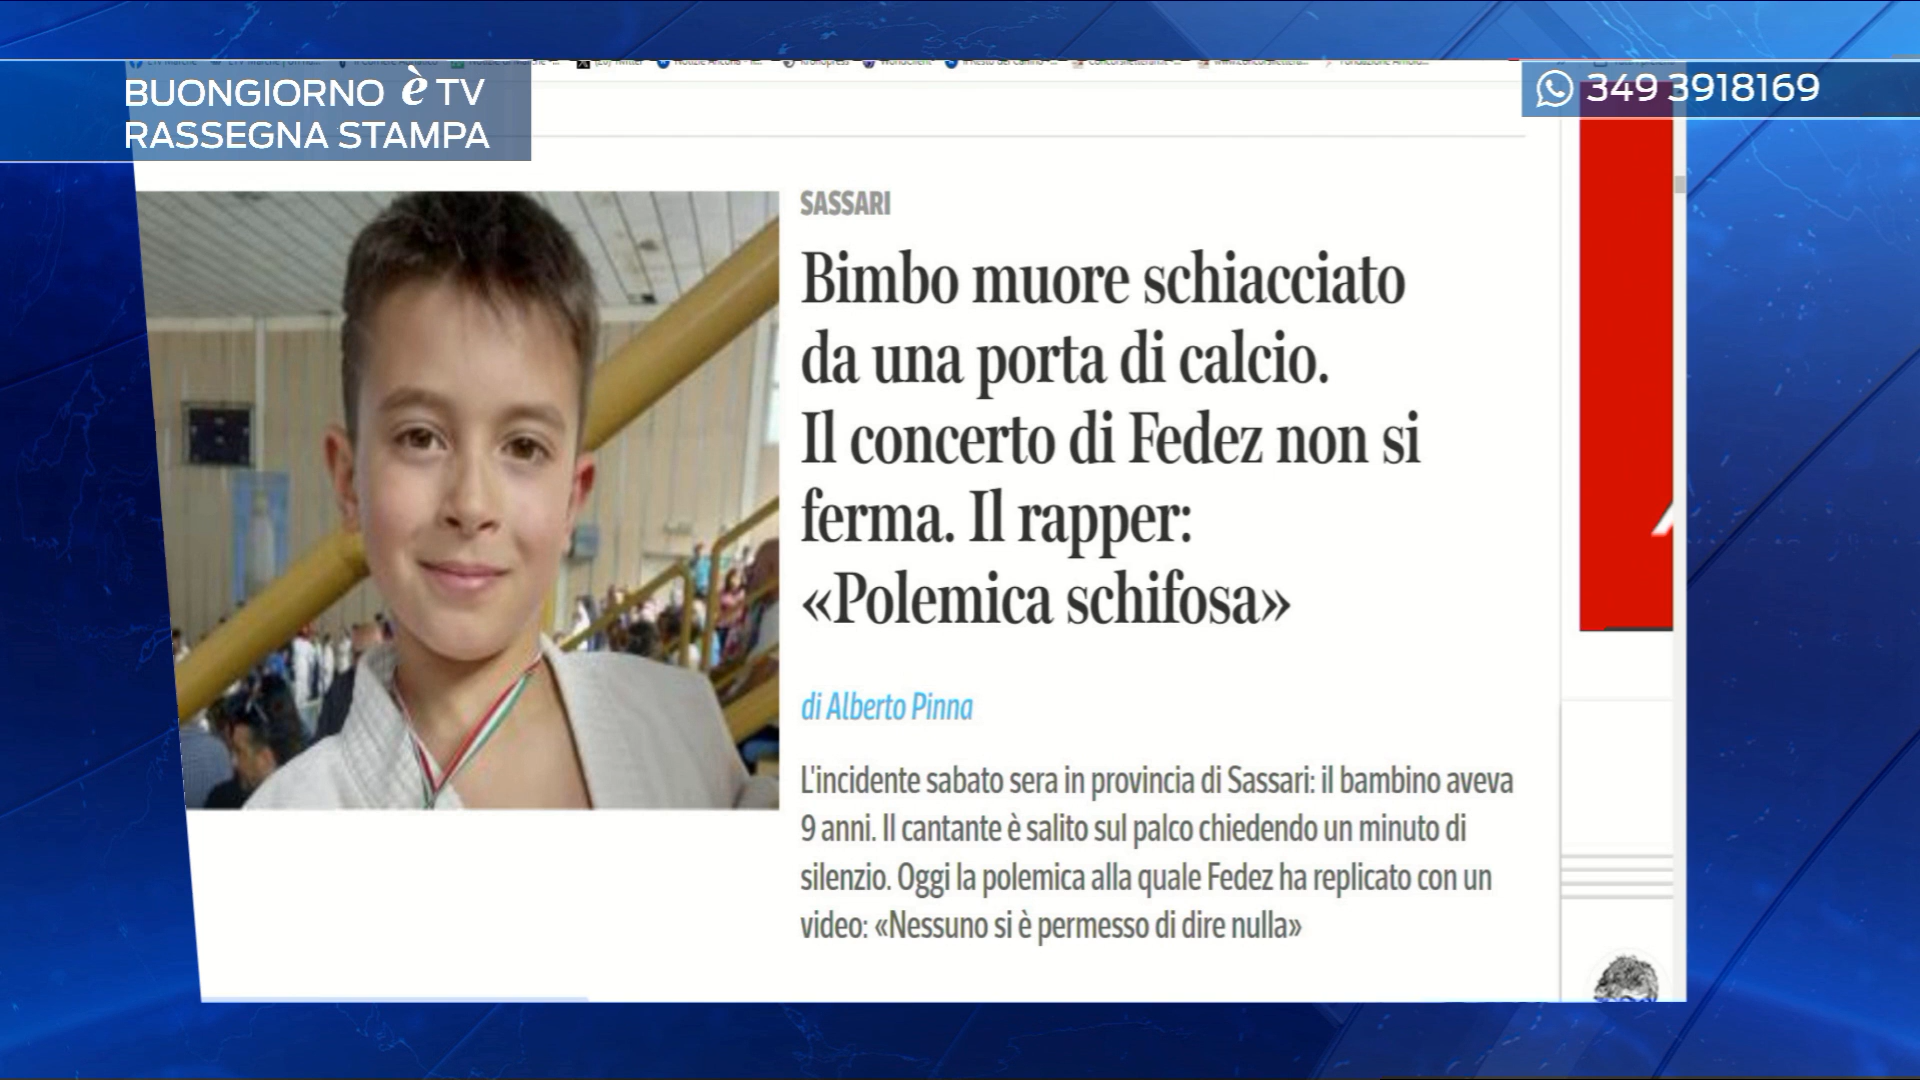 BUONGIORNO è TV
RASSEGNA STAMPA
349 3918169
SASSARI
Bimbo muore schiacciato
da una porta di calcio.
Il concerto di Fedez non si
ferma. Il rapper:
«Polemica schifosa»
di Alberto Pinna
L'incidente sabato sera in provincia di Sassari: il bambino aveva
9 anni. Il cantante è salito sul palco chiedendo un minuto di
silenzio. Oggi la polemica alla quale Fedez ha replicato con un
video: «Nessuno si è permesso di dire nulla»